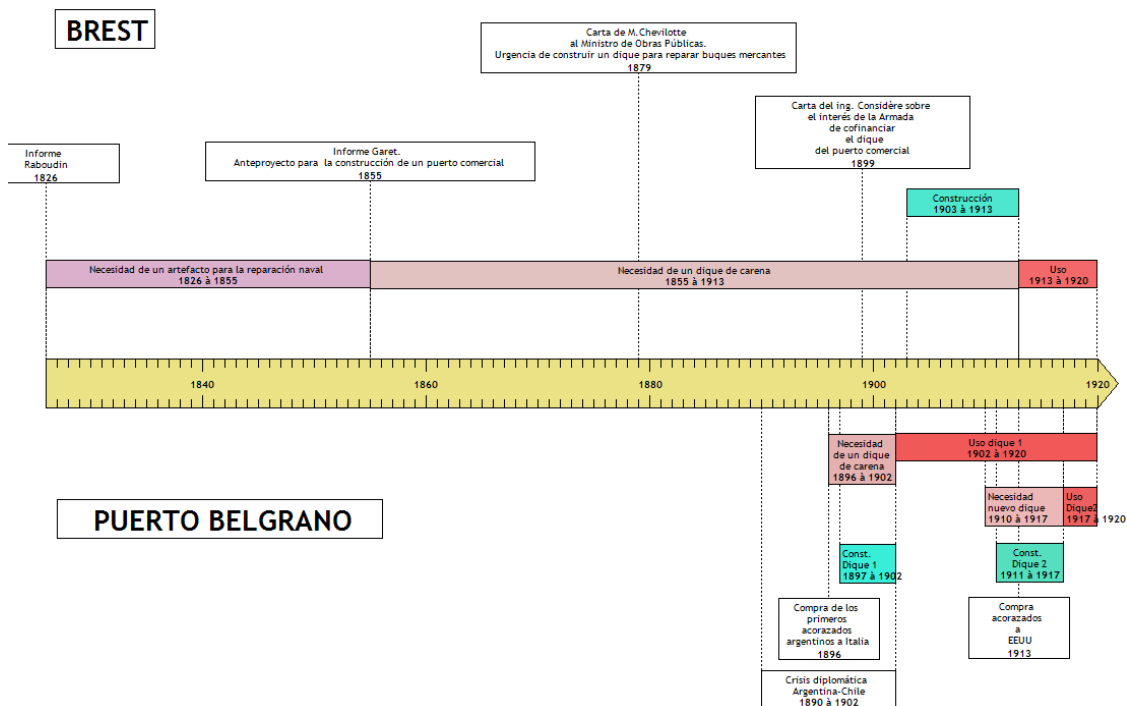 BREST
Carta de M.Chevilotte
al Ministro de Obras Públicas.
Urgencia de construir un dique para reparar buques mercantes
1879
Carta del ing. Considère sobre
el interés de la Armada
de cofinanciar
el dique
del puerto comercial
1899
Informe
Raboudin
1826
Informe Garet.
Anteproyecto para la construcción de un puerto comercial
1855
Construcción
1903 à 1913
Necesidad de un artefacto para la reparación naval
1826 à 1855
Necesidad de un dique de carena
1855 à 1913
Uso
1913 à 1920
1840
1860
1880
1900
1920
Necesidad
de un dique
de carena
1896 à 1902
Uso dique 1
1902 à 1920
PUERTO BELGRANO
Necesidad
nuevo dique
1910 à 1917
Uso
Dique2
1917 à 1920
Const.
Dique 1
1897 à 1902
Const.
Dique 2
1911 à 1917
Compra de los
primeros
acorazados
argentinos a Italia
1896
Compra
acorazados
a
EEUU
1913
Crisis diplomática
Argentina-Chile
1890 à 1902